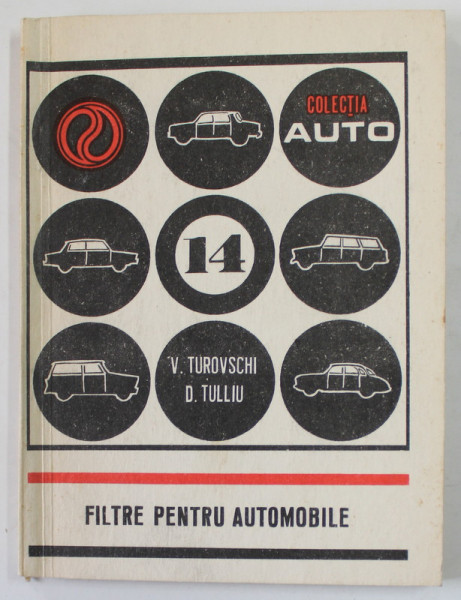 COLECȚIA
AUTO
14
V. TUROVSCHI
D. TULLIU
FILTRE PENTRU AUTOMOBILE